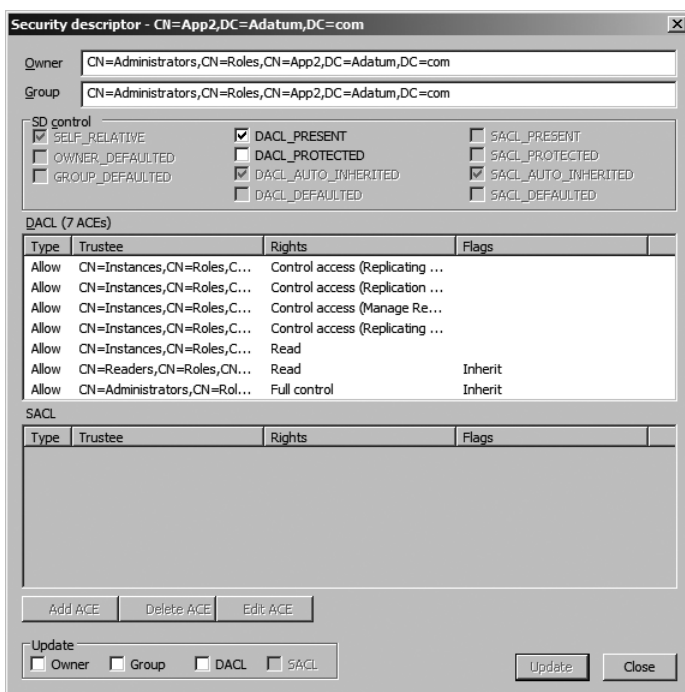 Security descriptor - CN=App2,DC=Adatum,DC=com
Owner CN=Administrators,CN=Roles,CN=App2,DC=Adatum,DC=com
Group CN=Administrators,CN=Roles,CN=App2,DC=Adatum,DC=com
SD control
SELF_RELATIVE DACL_PRESENT SACL_PRESENT
OWNER_DEFAULTED DACL_PROTECTED SACL_PROTECTED
GROUP_DEFAULTED DACL_AUTO_INHERITED SACL_AUTO_INHERITED
DACL_DEFAULTED SACL_DEFAULTED
DACL (7 ACEs)
Type Trustee Rights Flags
Allow CN=Instances,CN=Roles,C... Control access (Replicating ...
Allow CN=Instances,CN=Roles,C... Control access (Replication ...
Allow CN=Instances,CN=Roles,C... Control access (Manage Re...
Allow CN=Instances,CN=Roles,C... Control access (Replicating ...
Allow CN=Instances,CN=Roles,C... Read
Allow CN=Readers,CN=Roles,CN... Read Inherit
Allow CN=Administrators,CN=Rol... Full control Inherit
SACL
Type Trustee Rights Flags
Add ACE Delete ACE Edit ACE
Update
Owner Group DACL SACL Update Close